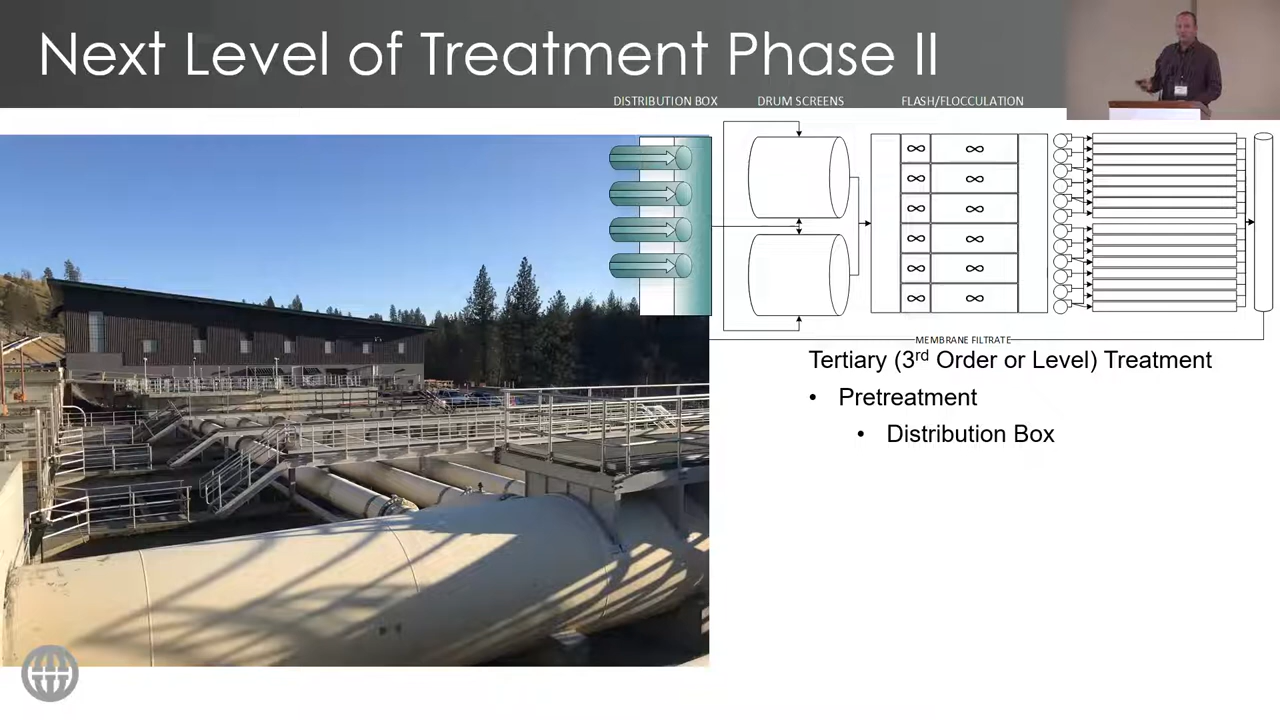 Next Level of Treatment Phase II
DISTRIBUTION BOX DRUM SCREENS FLASH/FLOCCULATION
MEMBRANE FILTRATE
Tertiary (3rd Order or Level) Treatment
• Pretreatment
• Distribution Box